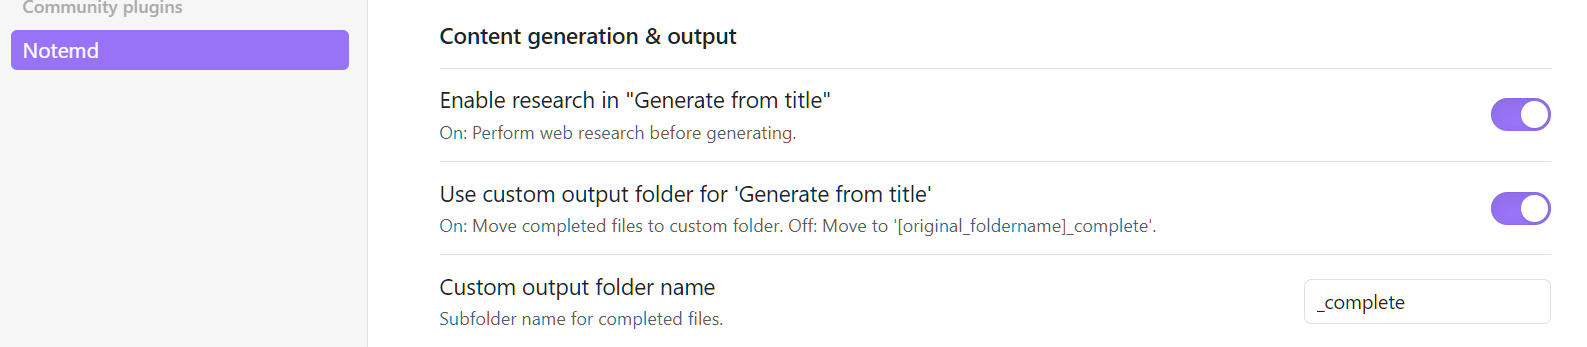 Community plugins
Notemd
Content generation & output
Enable research in "Generate from title"
On: Perform web research before generating.
Use custom output folder for 'Generate from title'
On: Move completed files to custom folder. Off: Move to '[original_foldername]_complete'.
Custom output folder name
_complete
Subfolder name for completed files.